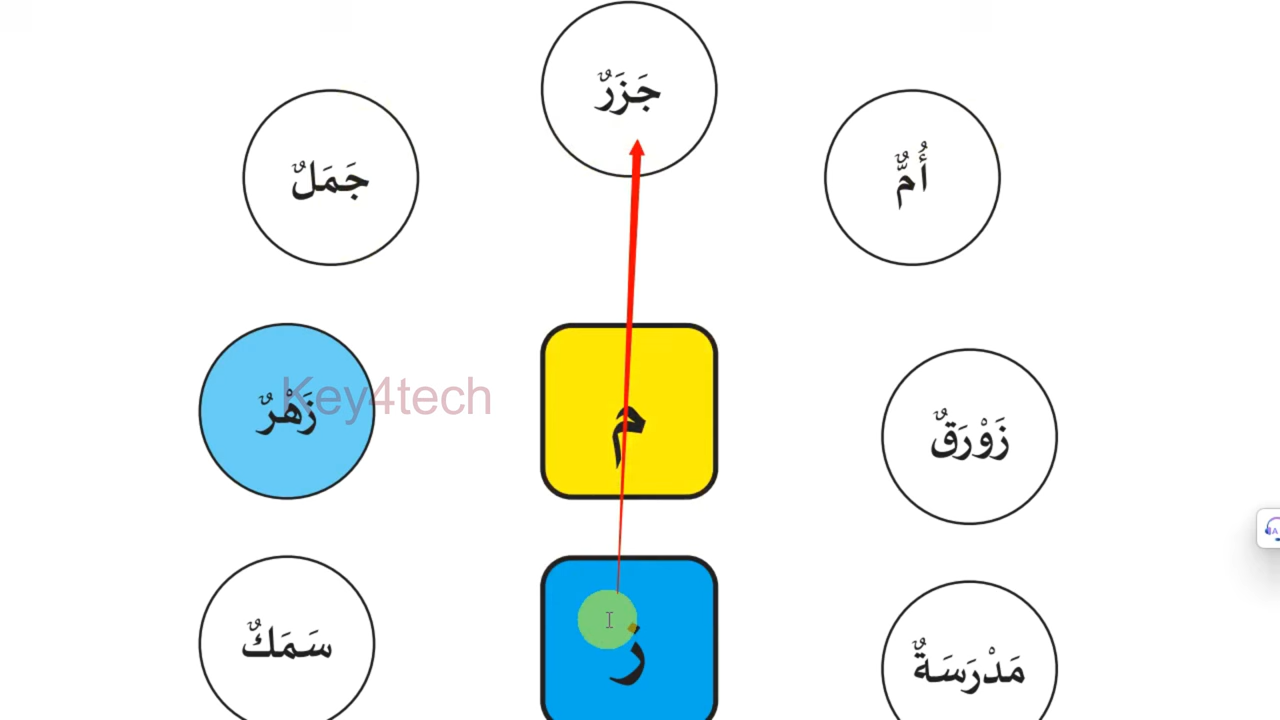 جَزَرٌ
أُمٌّ
جَمَلٌ
زَهْرٌ
Key4tech
م
زَوْرَقٌ
سَمَكٌ
ز
مَدْرَسَةٌ